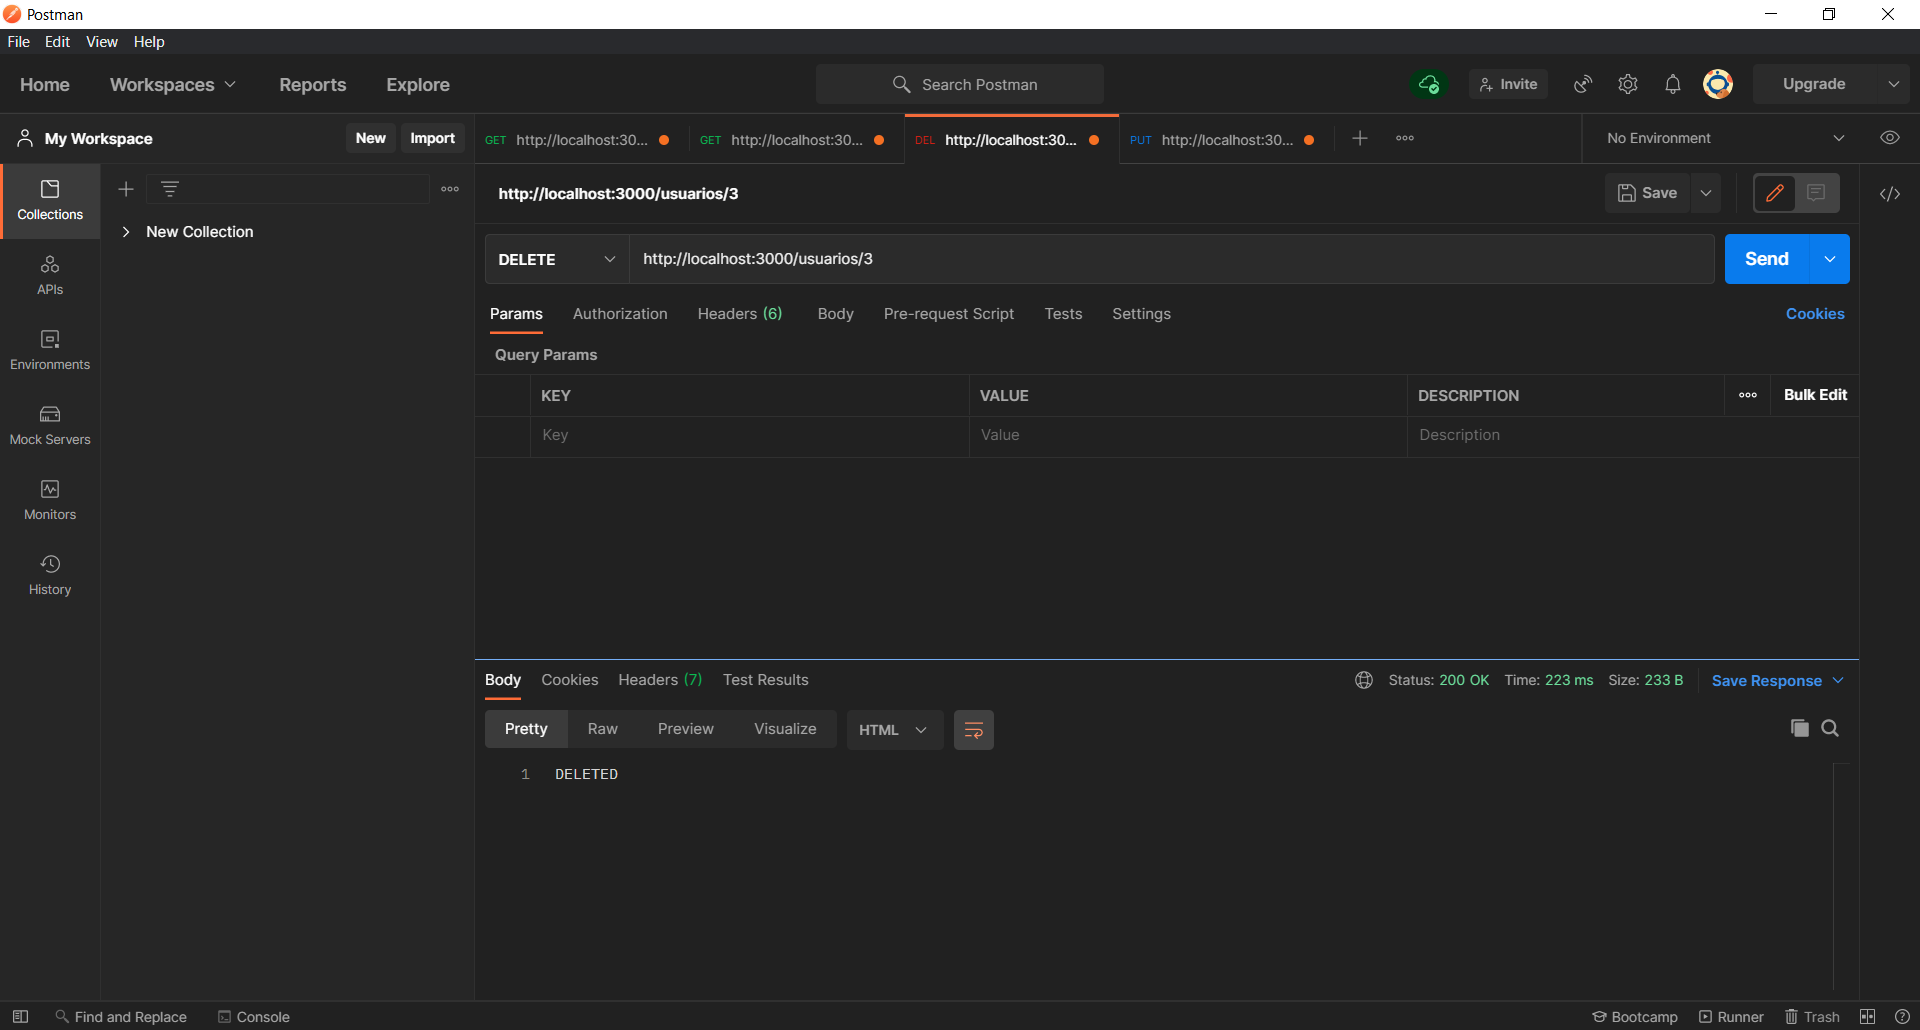 Postman
File Edit View Help
Home Workspaces Reports Explore Search Postman Invite Upgrade
My Workspace New Import GET http://localhost:30... GET http://localhost:30... DEL http://localhost:30... PUT http://localhost:30... No Environment
Collections
APIs
Environments
Mock Servers
Monitors
History
New Collection
http://localhost:3000/usuarios/3 Save
DELETE http://localhost:3000/usuarios/3 Send
Params Authorization Headers (6) Body Pre-request Script Tests Settings Cookies
Query Params
KEY VALUE DESCRIPTION Bulk Edit
Key Value Description
Body Cookies Headers (7) Test Results Status: 200 OK Time: 223 ms Size: 233 B Save Response
Pretty Raw Preview Visualize HTML
1 DELETED
Find and Replace Console Bootcamp Runner Trash